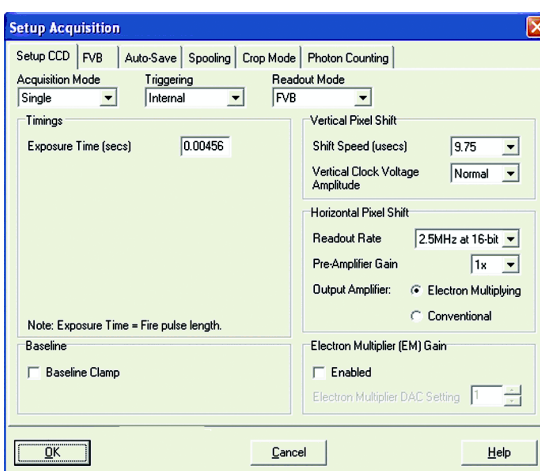 Setup Acquisition
Setup CCD FVB Auto-Save Spooling Crop Mode Photon Counting
Acquisition Mode Triggering Readout Mode
Single Internal FVB
Timings
Exposure Time (secs) 0.00456
Note: Exposure Time = Fire pulse length.
Vertical Pixel Shift
Shift Speed (usecs) 9.75
Vertical Clock Voltage
Amplitude Normal
Horizontal Pixel Shift
Readout Rate 2.5MHz at 16-bit
Pre-Amplifier Gain 1x
Output Amplifier: Electron Multiplying
Conventional
Baseline
Baseline Clamp
Electron Multiplier (EM) Gain
Enabled
Electron Multiplier DAC Setting 1
OK Cancel Help